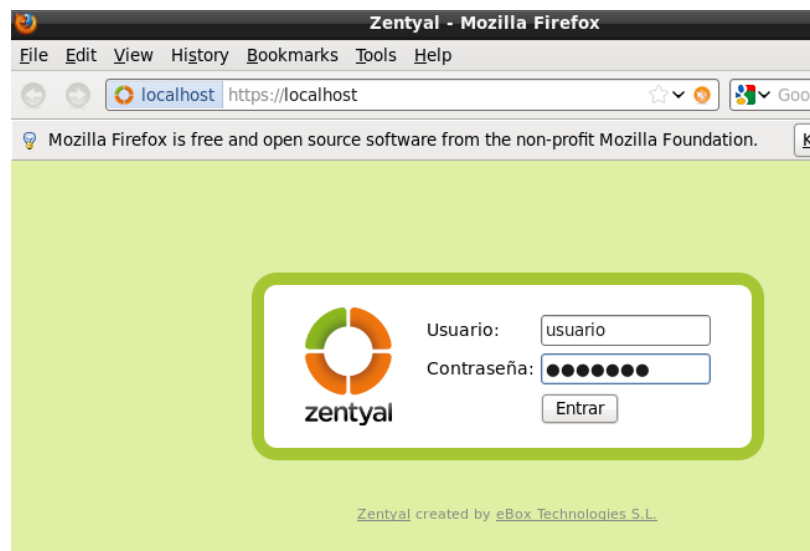 Zentyal - Mozilla Firefox
File Edit View History Bookmarks Tools Help
localhost https://localhost Goo
Mozilla Firefox is free and open source software from the non-profit Mozilla Foundation. K
Usuario: usuario
Contraseña: ●●●●●●●
zentyal
Entrar
Zentyal created by eBox Technologies S.L.